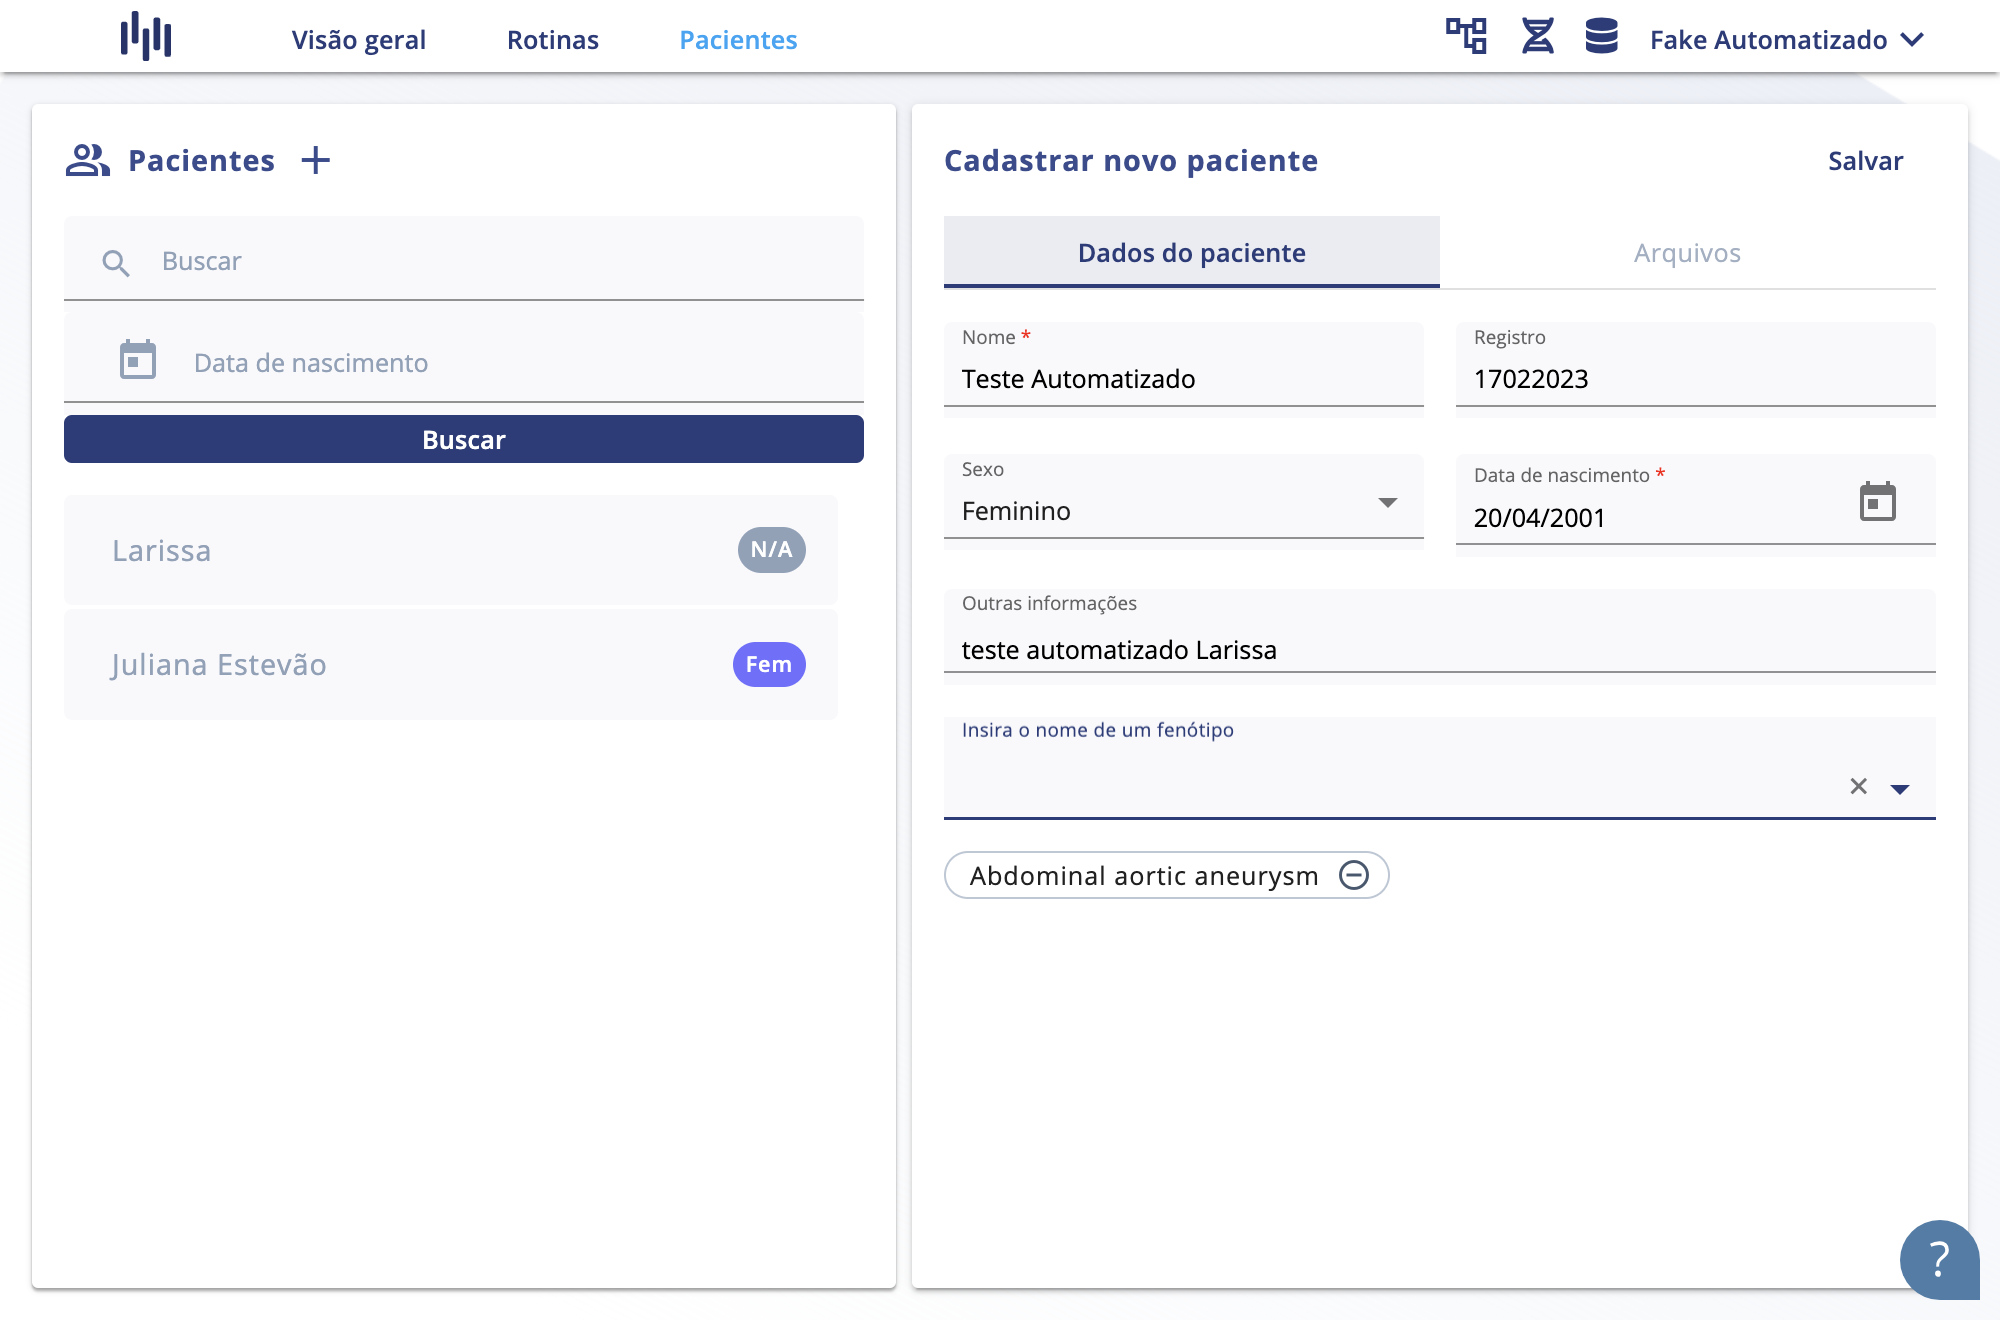 Visão geral
Rotinas
Pacientes
Fake Automatizado
Pacientes
Buscar
Data de nascimento
Buscar
Larissa
N/A
Juliana Estevão
Fem
Cadastrar novo paciente
Salvar
Dados do paciente
Arquivos
Nome *
Teste Automatizado
Registro
17022023
Sexo
Feminino
Data de nascimento *
20/04/2001
Outras informações
teste automatizado Larissa
Insira o nome de um fenótipo
Abdominal aortic aneurysm
?